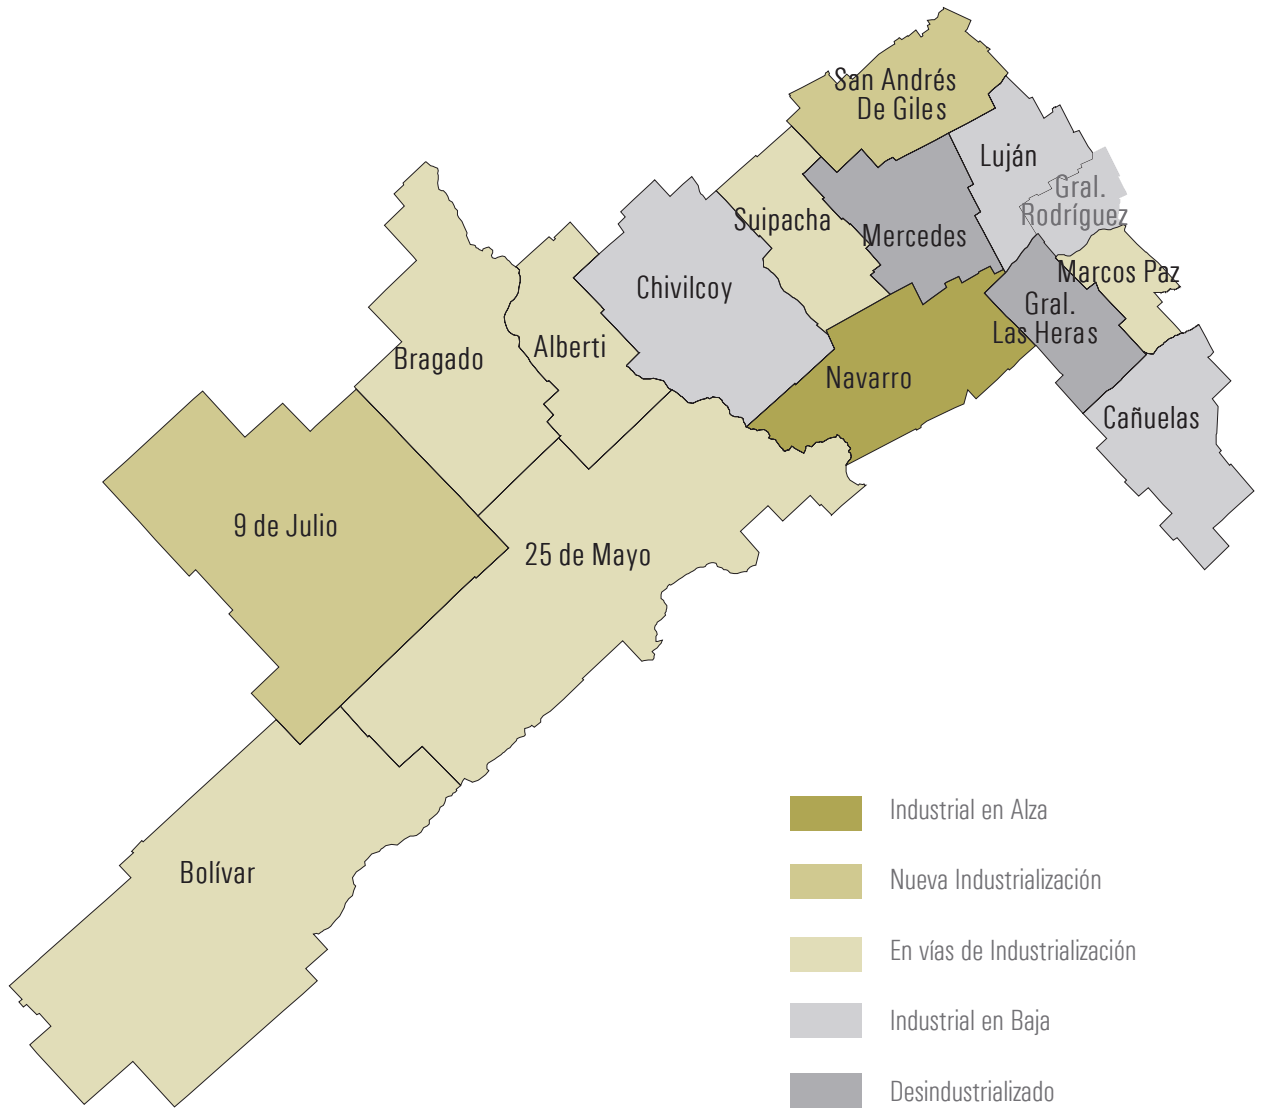 San Andrés
De Giles
Luján
Gral.
Rodríguez
Suipacha
Mercedes
Marcos Paz
Chivilcoy
Gral.
Las Heras
Alberti
Bragado
Navarro
Cañuelas
9 de Julio
25 de Mayo
Bolívar
Industrial en Alza
Nueva Industrialización
En vías de Industrialización
Industrial en Baja
Desindustrializado